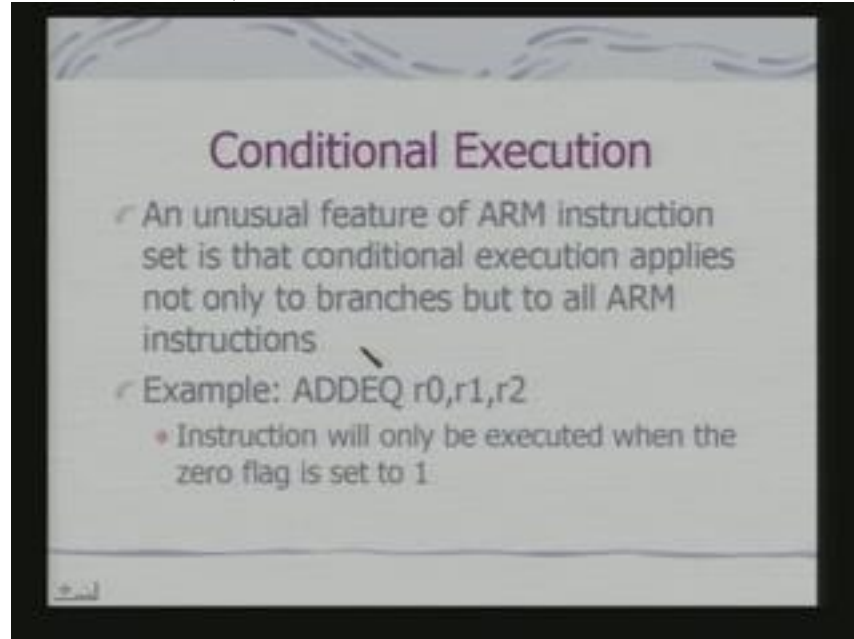 Conditional Execution
An unusual feature of ARM instruction
set is that conditional execution applies
not only to branches but to all ARM
instructions
Example: ADDEQ r0,r1,r2
Instruction will only be executed when the
zero flag is set to 1